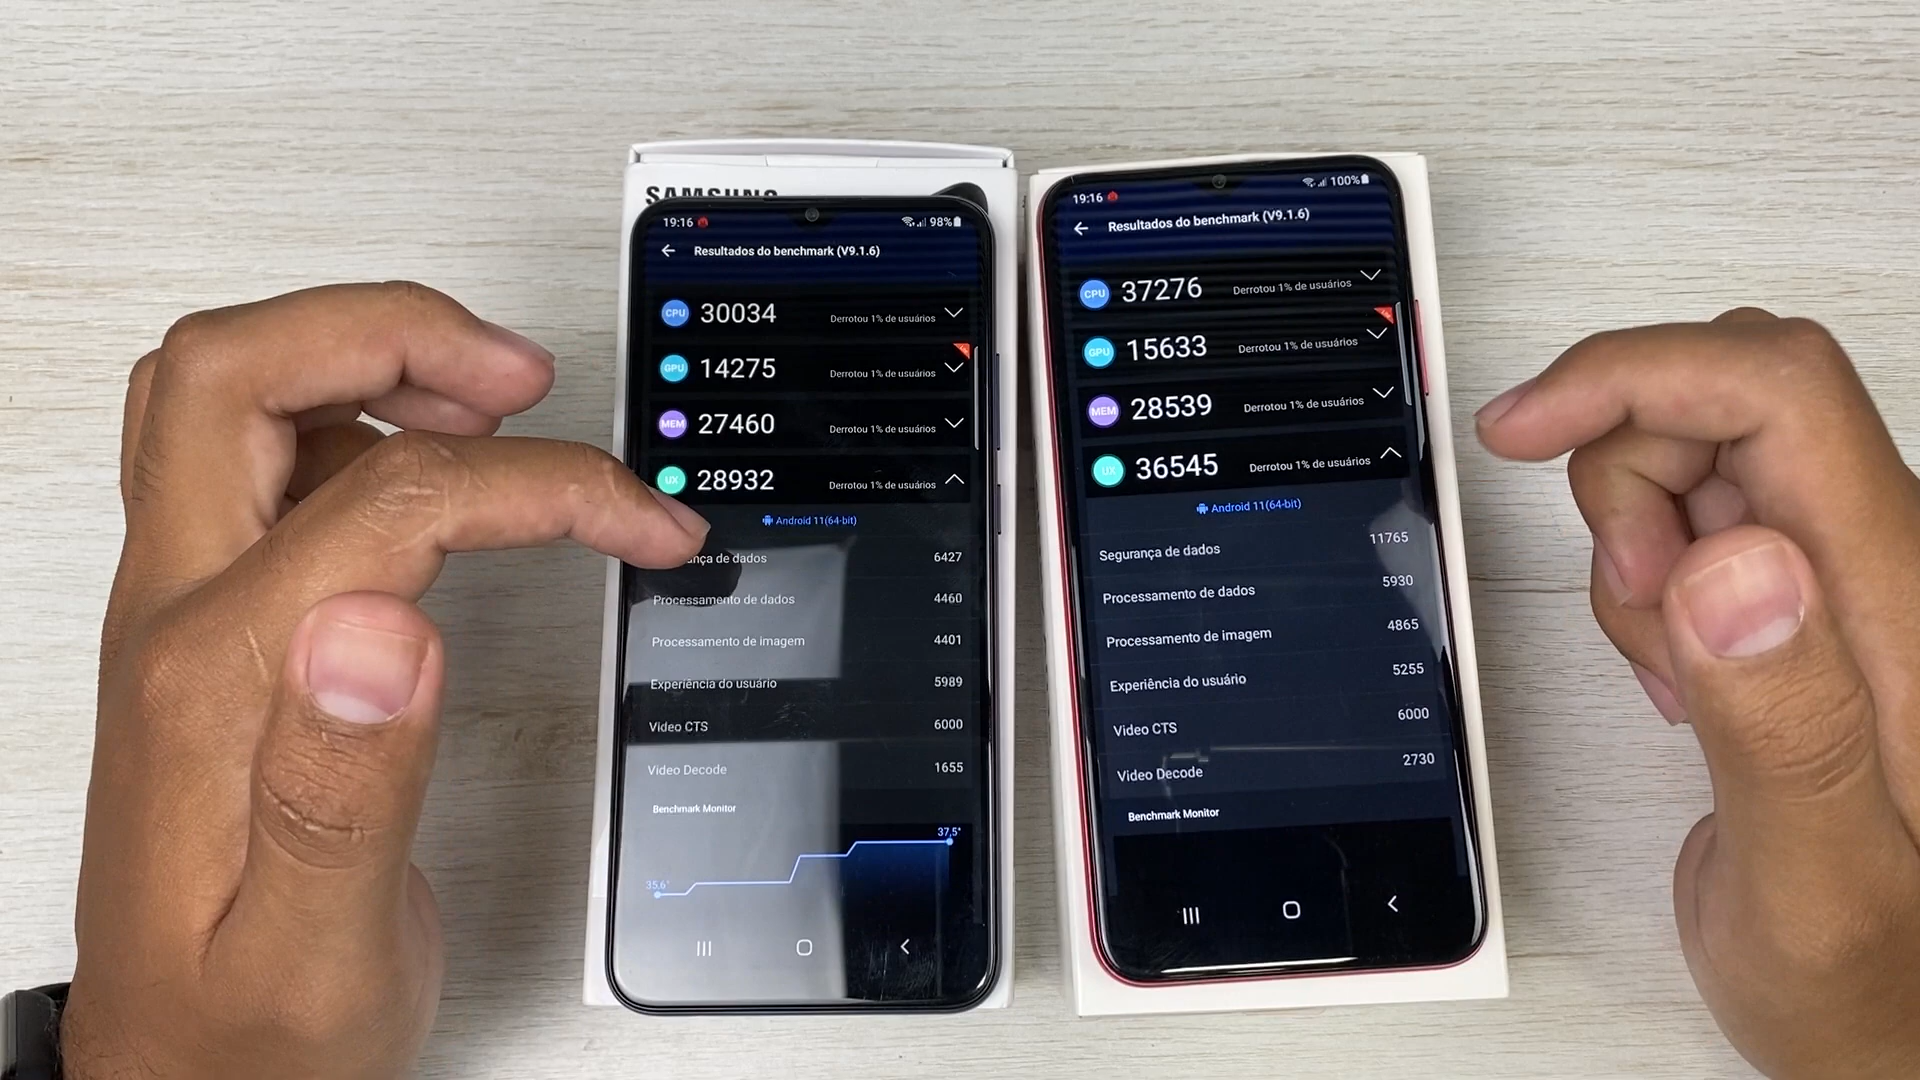 SAMSUNG
19:16
98%
Resultados do benchmark (V9.1.6)
CPU 30034 Derrotou 1% de usuários
GPU 14275 Derrotou 1% de usuários
MEM 27460 Derrotou 1% de usuários
UX 28932 Derrotou 1% de usuários
Android 11(64-bit)
de dados 6427
Processamento de dados 4460
Processamento de imagem 4401
Experiência do usuário 5989
Video CTS 6000
Video Decode 1655
Benchmark Monitor
37,5°
35,6°
19:16
100%
Resultados do benchmark (V9.1.6)
CPU 37276 Derrotou 1% de usuários
GPU 15633 Derrotou 1% de usuários
MEM 28539 Derrotou 1% de usuários
UX 36545 Derrotou 1% de usuários
Android 11(64-bit)
Segurança de dados 11765
Processamento de dados 5930
Processamento de imagem 4865
Experiência do usuário 5255
Video CTS 6000
Video Decode 2730
Benchmark Monitor